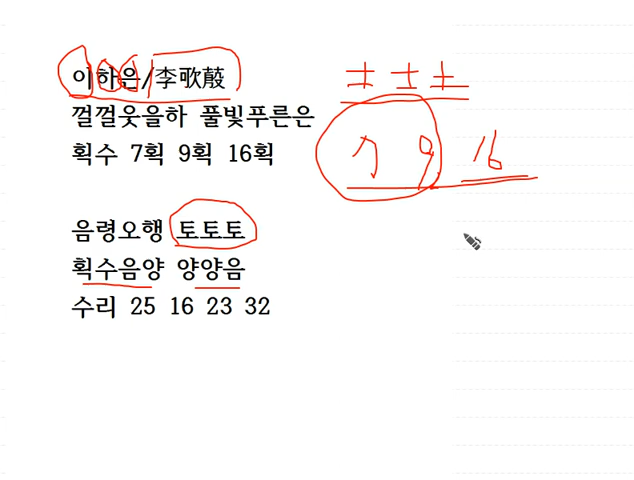 이하은/李歌蒑 土 土 土
껄껄웃을하 풀빛푸른은
획수 7획 9획 16획 7 9 16
음령오행 토토토
획수음양 양양음
수리 25 16 23 32